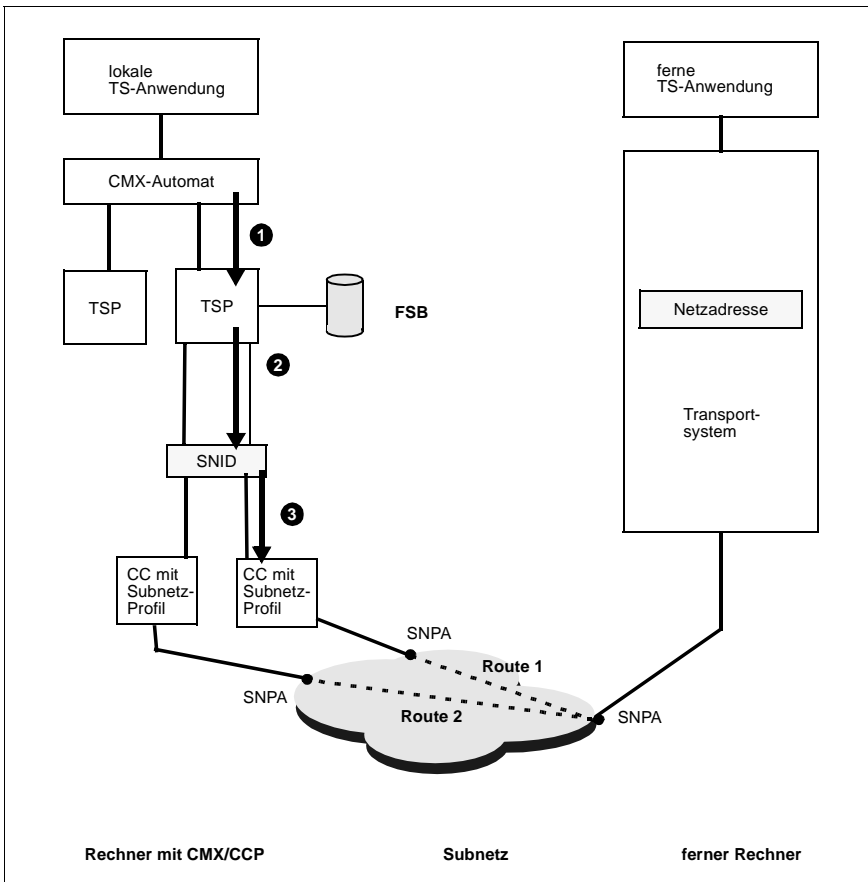 lokale
TS-Anwendung
ferne
TS-Anwendung
CMX-Automat
1
TSP
TSP
FSB
Netzadresse
2
Transport-
system
SNID
3
CC mit
Subnetz-
Profil
CC mit
Subnetz-
Profil
SNPA
Route 1
SNPA
Route 2
SNPA
Rechner mit CMX/CCP
Subnetz
ferner Rechner